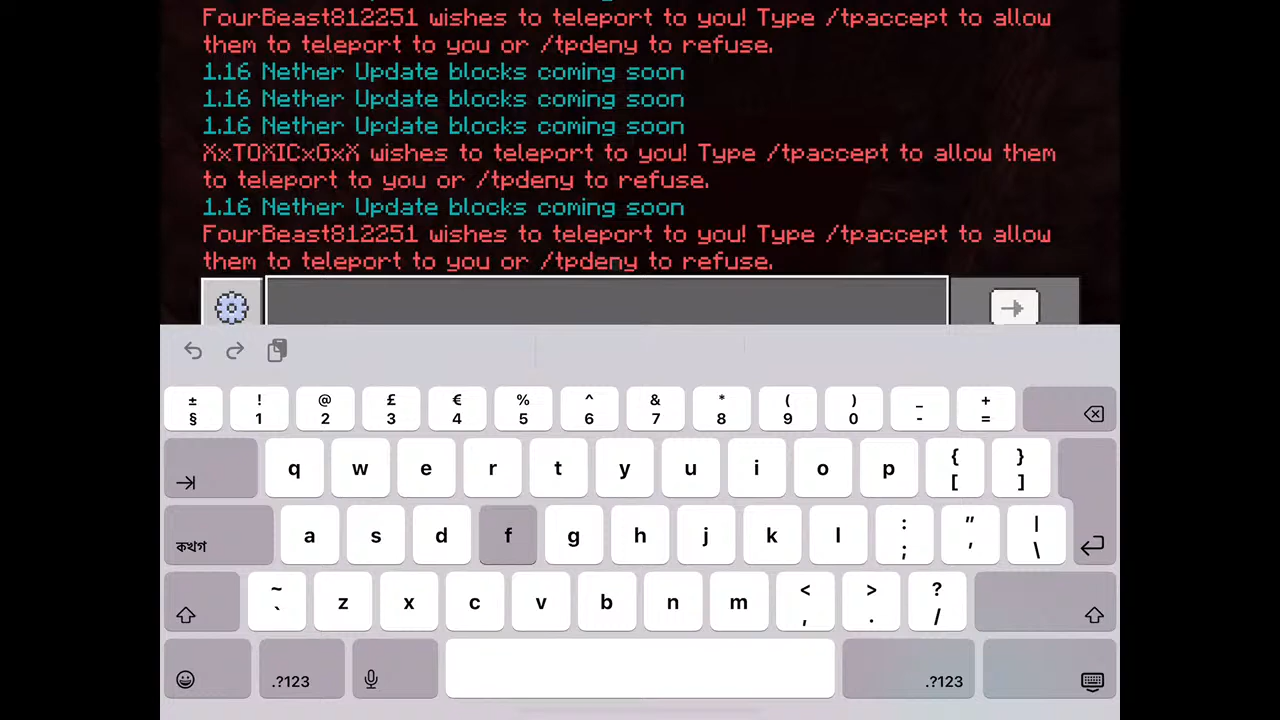 FourBeast812251 wishes to teleport to you! Type /tpaccept to allow
them to teleport to you or /tpdeny to refuse.
1.16 Nether Update blocks coming soon
1.16 Nether Update blocks coming soon
1.16 Nether Update blocks coming soon
XxTOXICxGxX wishes to teleport to you! Type /tpaccept to allow them
to teleport to you or /tpdeny to refuse.
1.16 Nether Update blocks coming soon
FourBeast812251 wishes to teleport to you! Type /tpaccept to allow
them to teleport to you or /tpdeny to refuse.
± ! @ £ € % ^ & * ( ) _ +
§ 1 2 3 4 5 6 7 8 9 0 - =
q w e r t y u i o p { }
[ ]
a s d f g h j k l : " |
কখগ ; ' \
~ z x c v b n m < > ?
` , . /
.?123 .?123